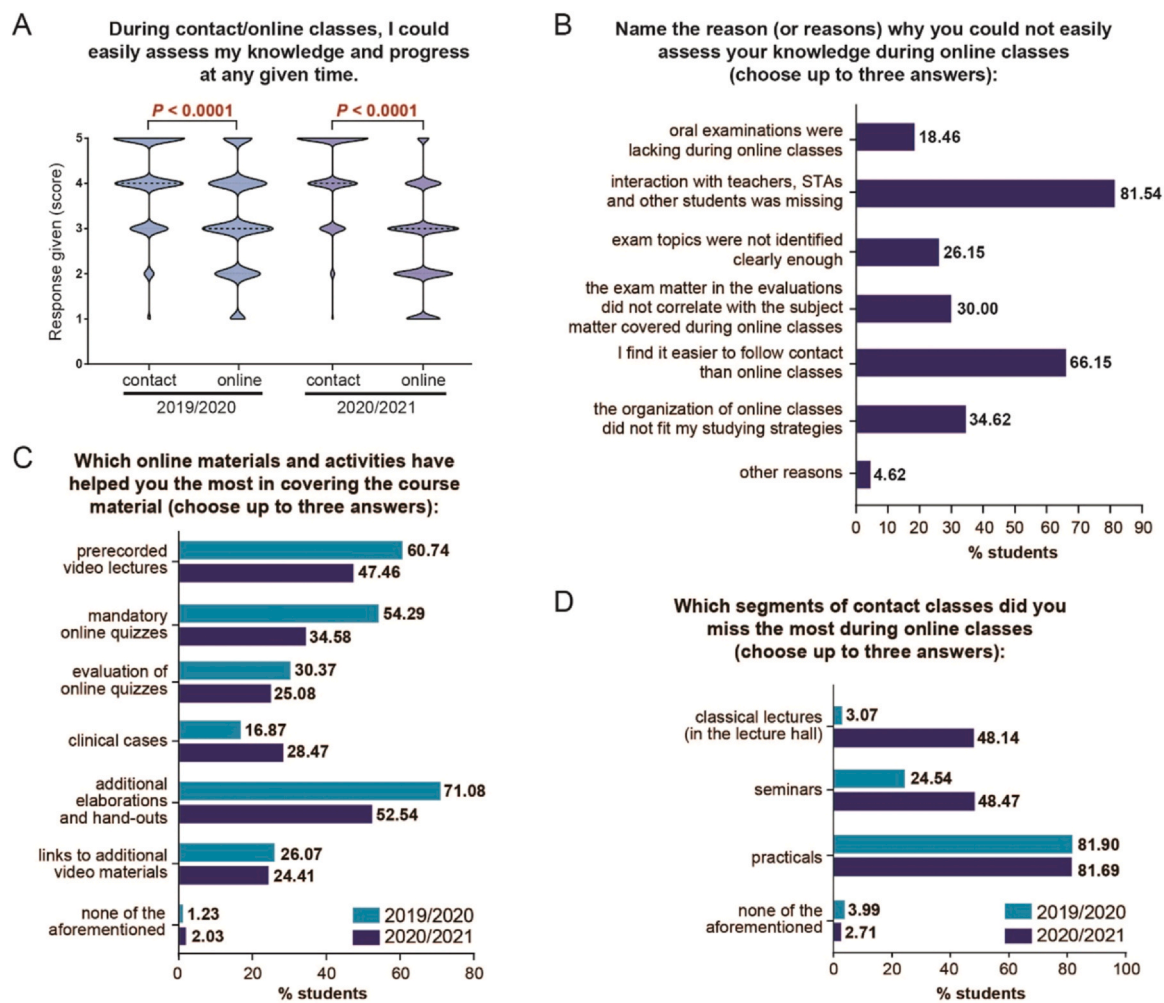 A
During contact/online classes, I could
easily assess my knowledge and progress
at any given time.
P < 0.0001
P < 0.0001
Response given (score)
5
4
3
2
1
0
contact
online
contact
online
2019/2020
2020/2021
B
Name the reason (or reasons) why you could not easily
assess your knowledge during online classes
(choose up to three answers):
oral examinations were
lacking during online classes
18.46
interaction with teachers, STAs
and other students was missing
81.54
exam topics were not identified
clearly enough
26.15
the exam matter in the evaluations
did not correlate with the subject
matter covered during online classes
30.00
I find it easier to follow contact
than online classes
66.15
the organization of online classes
did not fit my studying strategies
34.62
other reasons
4.62
0 10 20 30 40 50 60 70 80 90
% students
C
Which online materials and activities have
helped you the most in covering the course
material (choose up to three answers):
prerecorded
video lectures
60.74
47.46
mandatory
online quizzes
54.29
34.58
evaluation of
online quizzes
30.37
25.08
clinical cases
16.87
28.47
additional
elaborations
and hand-outs
71.08
52.54
links to additional
video materials
26.07
24.41
none of the
aforementioned
1.23
2.03
2019/2020
2020/2021
0 20 40 60 80
% students
D
Which segments of contact classes did you
miss the most during online classes
(choose up to three answers):
classical lectures
(in the lecture hall)
3.07
48.14
seminars
24.54
48.47
practicals
81.90
81.69
none of the
aforementioned
3.99
2.71
2019/2020
2020/2021
0 20 40 60 80 100
% students